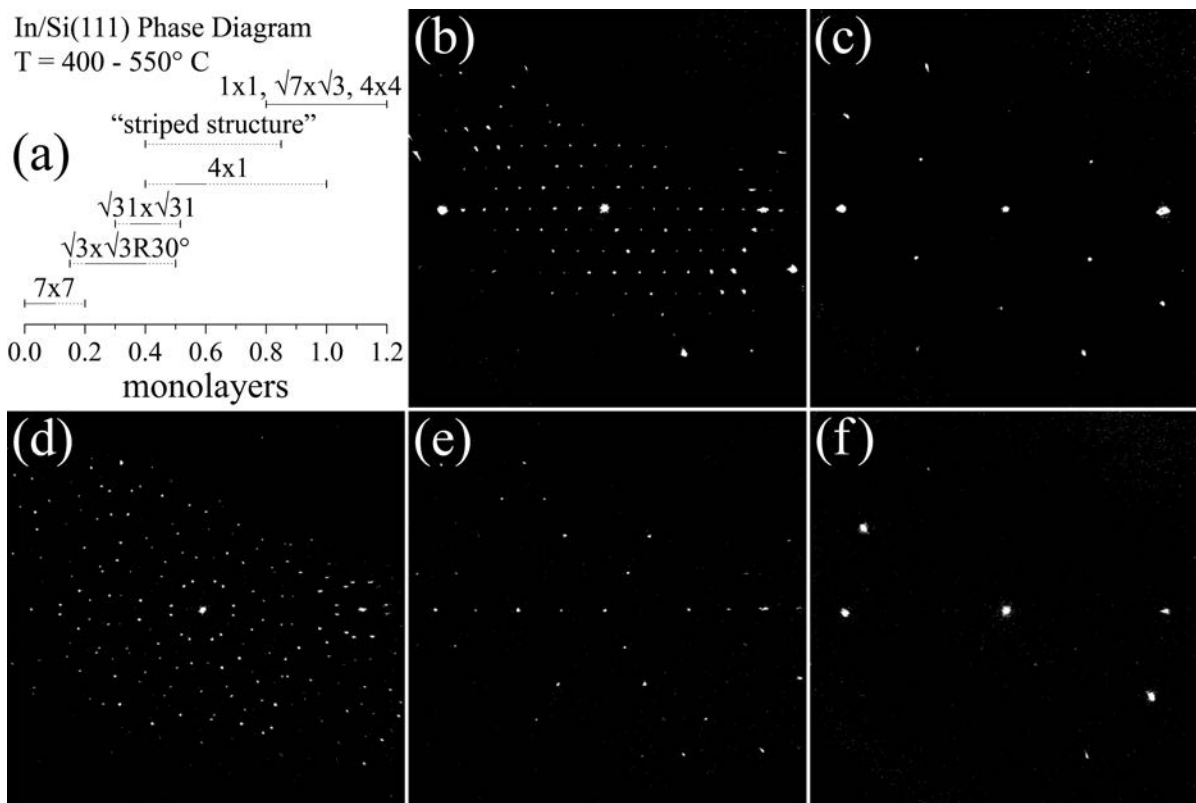 In/Si(111) Phase Diagram
T = 400 - 550° C
1x1, √7x√3, 4x4
“striped structure”
(a)
4x1
√31x√31
√3x√3R30°
7x7
0.0 0.2 0.4 0.6 0.8 1.0 1.2
monolayers
(b)
(c)
(d)
(e)
(f)